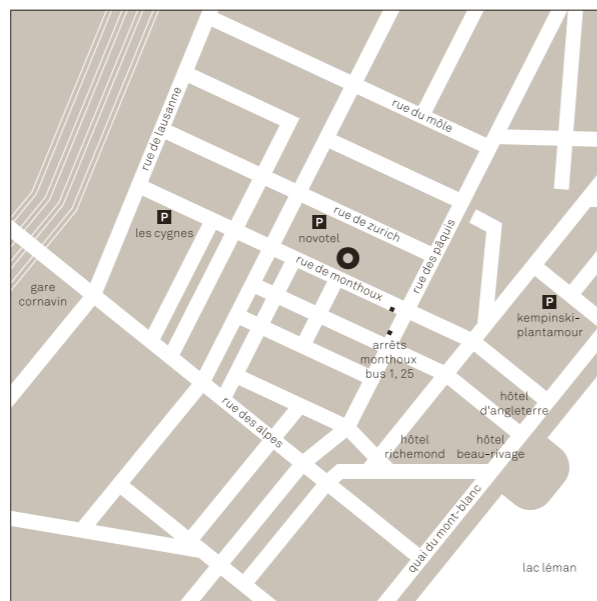 rue de lausanne
rue du môle
P
les cygnes
P
novotel
rue de zurich
rue des pâquis
rue de monthoux
gare
cornavin
P
kempinski-
plantamour
arrêts
monthoux
bus 1, 25
hôtel
d'angleterre
rue des alpes
hôtel
richemond
hôtel
beau-rivage
quai du mont-blanc
lac léman